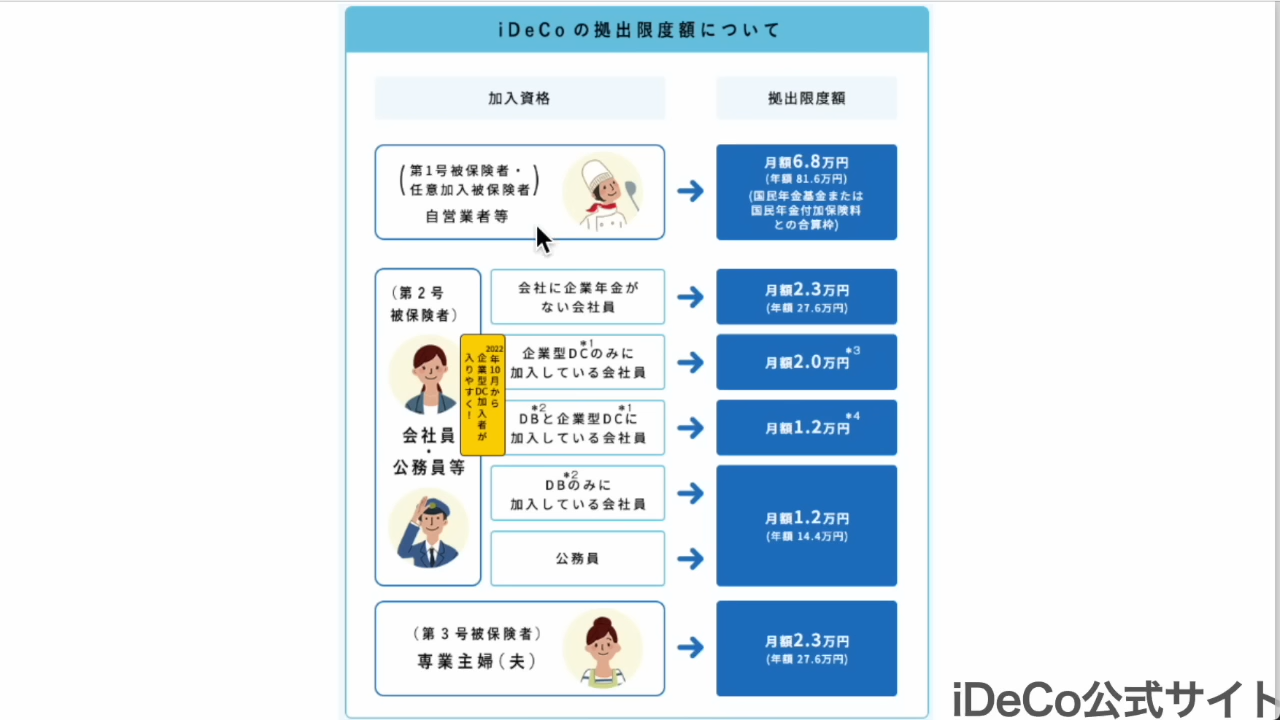 iDeCoの拠出限度額について
加入資格
拠出限度額
(第1号被保険者・
任意加入被保険者)
自営業者等
月額6.8万円
(年額 81.6万円)
(国民年金基金または
国民年金付加保険料
との合算枠)
(第2号
被保険者)
会社員
・
公務員等
2022年10月から
企業型DC加入者が
入りやすく!
会社に企業年金が
ない会社員
月額2.3万円
(年額 27.6万円)
企業型DC*1のみに
加入している会社員
月額2.0万円*3
DB*2と企業型DC*1に
加入している会社員
月額1.2万円*4
DB*2のみに
加入している会社員
公務員
月額1.2万円
(年額 14.4万円)
(第3号被保険者)
専業主婦(夫)
月額2.3万円
(年額 27.6万円)
iDeCo公式サイト